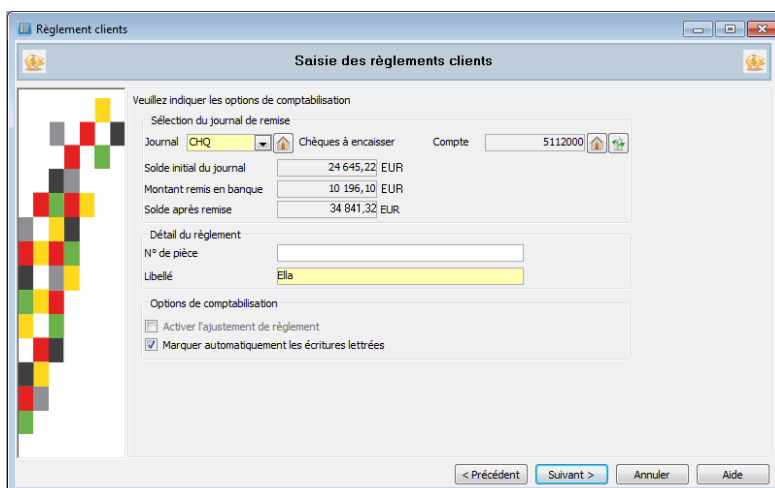 Règlement clients
Saisie des règlements clients
Veuillez indiquer les options de comptabilisation
Sélection du journal de remise
Journal CHQ Chèques à encaisser Compte 5112000
Solde initial du journal 24 645,22 EUR
Montant remis en banque 10 196,10 EUR
Solde après remise 34 841,32 EUR
Détail du règlement
N° de pièce
Libellé Ella
Options de comptabilisation
Activer l'ajustement de règlement
Marquer automatiquement les écritures lettrées
< Précédent Suivant > Annuler Aide